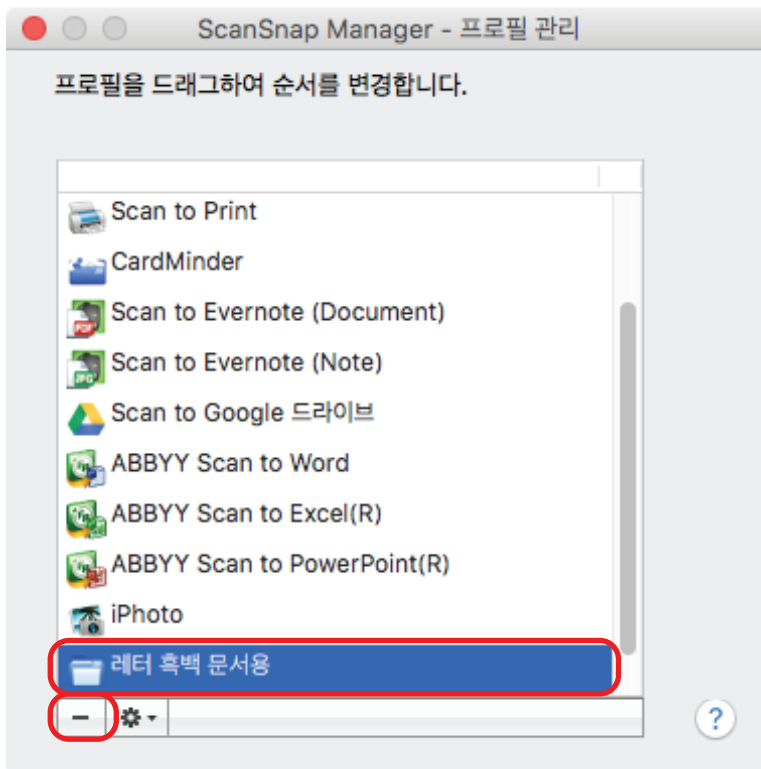 ScanSnap Manager - 프로필 관리
프로필을 드래그하여 순서를 변경합니다.
Scan to Print
CardMinder
Scan to Evernote (Document)
Scan to Evernote (Note)
Scan to Google 드라이브
ABBYY Scan to Word
ABBYY Scan to Excel(R)
ABBYY Scan to PowerPoint(R)
iPhoto
레터 흑백 문서용
?